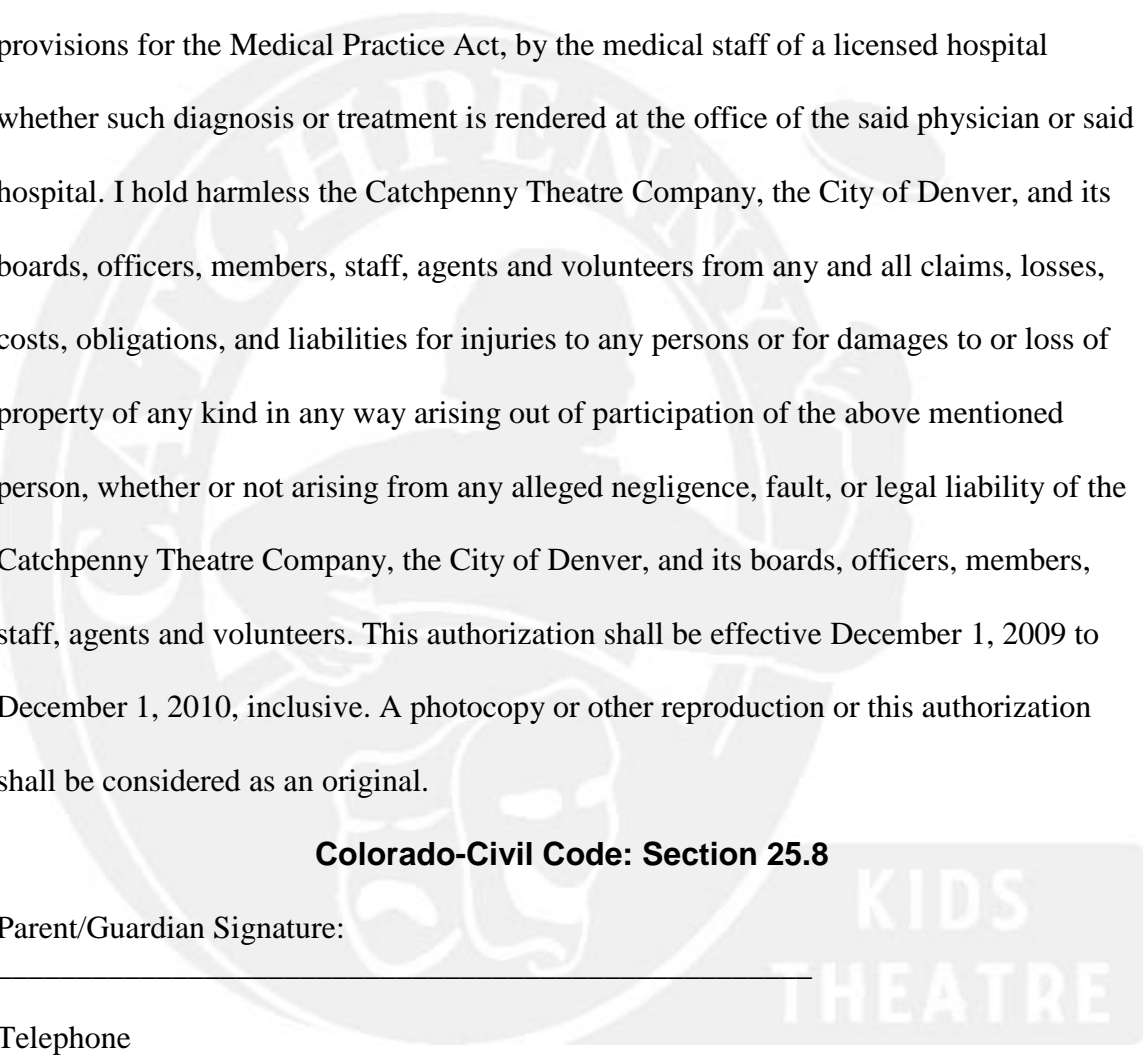 provisions for the Medical Practice Act, by the medical staff of a licensed hospital
whether such diagnosis or treatment is rendered at the office of the said physician or said
hospital. I hold harmless the Catchpenny Theatre Company, the City of Denver, and its
boards, officers, members, staff, agents and volunteers from any and all claims, losses,
costs, obligations, and liabilities for injuries to any persons or for damages to or loss of
property of any kind in any way arising out of participation of the above mentioned
person, whether or not arising from any alleged negligence, fault, or legal liability of the
Catchpenny Theatre Company, the City of Denver, and its boards, officers, members,
staff, agents and volunteers. This authorization shall be effective December 1, 2009 to
December 1, 2010, inclusive. A photocopy or other reproduction or this authorization
shall be considered as an original.
Colorado-Civil Code: Section 25.8
Parent/Guardian Signature:
Telephone
CATCHPENNY
KIDS
THEATRE